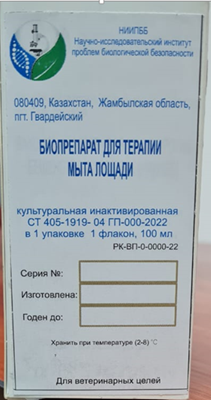 НИИПББ
Научно-исследовательский институт
проблем биологической безопасности
080409, Казахстан, Жамбылская область,
пгт. Гвардейский
БИОПРЕПАРАТ ДЛЯ ТЕРАПИИ
МЫТА ЛОЩАДИ
культуральная инактивированная
СТ 405-1919- 04 ГП-000-2022
в 1 упаковке 1 флакон, 100 мл
РК-ВП-0-0000-22
Серия №:
Изготовлена:
Годен до:
Хранить при температуре (2-8) °С
Для ветеринарных целей